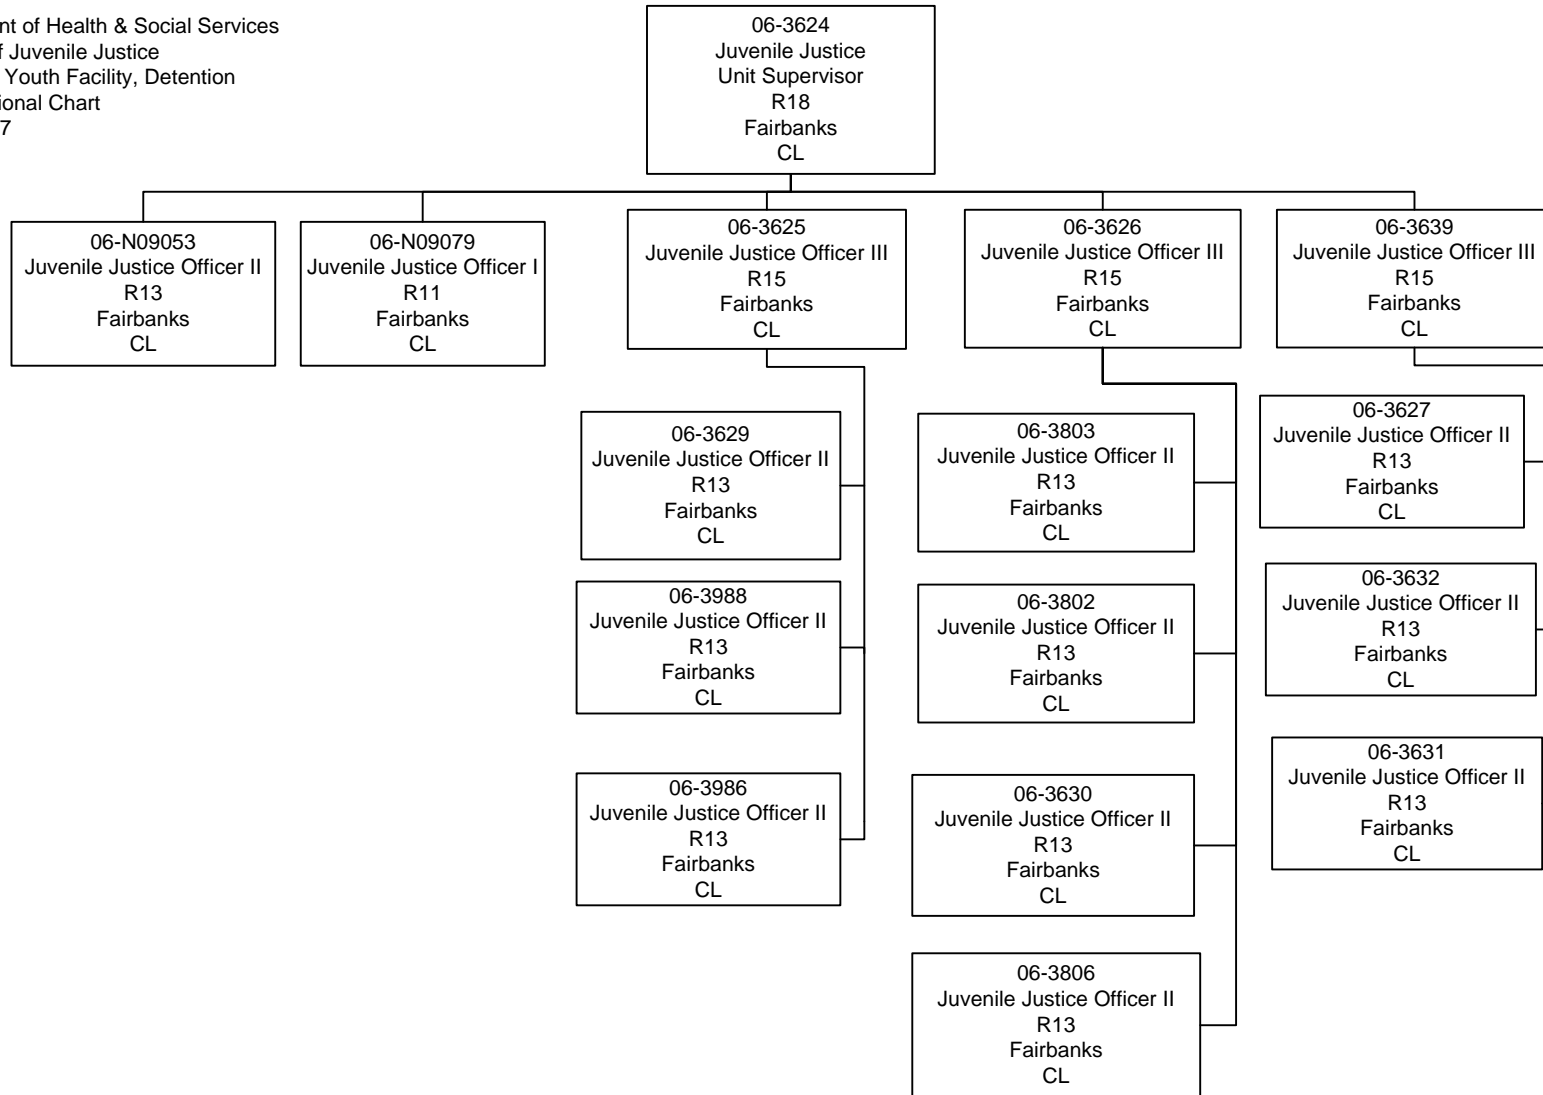 nt of Health & Social Services
f Juvenile Justice
Youth Facility, Detention
ional Chart
7
06-3624
Juvenile Justice
Unit Supervisor
R18
Fairbanks
CL
06-N09053
Juvenile Justice Officer II
R13
Fairbanks
CL
06-N09079
Juvenile Justice Officer I
R11
Fairbanks
CL
06-3625
Juvenile Justice Officer III
R15
Fairbanks
CL
06-3626
Juvenile Justice Officer III
R15
Fairbanks
CL
06-3639
Juvenile Justice Officer III
R15
Fairbanks
CL
06-3629
Juvenile Justice Officer II
R13
Fairbanks
CL
06-3988
Juvenile Justice Officer II
R13
Fairbanks
CL
06-3986
Juvenile Justice Officer II
R13
Fairbanks
CL
06-3803
Juvenile Justice Officer II
R13
Fairbanks
CL
06-3802
Juvenile Justice Officer II
R13
Fairbanks
CL
06-3630
Juvenile Justice Officer II
R13
Fairbanks
CL
06-3806
Juvenile Justice Officer II
R13
Fairbanks
CL
06-3627
Juvenile Justice Officer II
R13
Fairbanks
CL
06-3632
Juvenile Justice Officer II
R13
Fairbanks
CL
06-3631
Juvenile Justice Officer II
R13
Fairbanks
CL